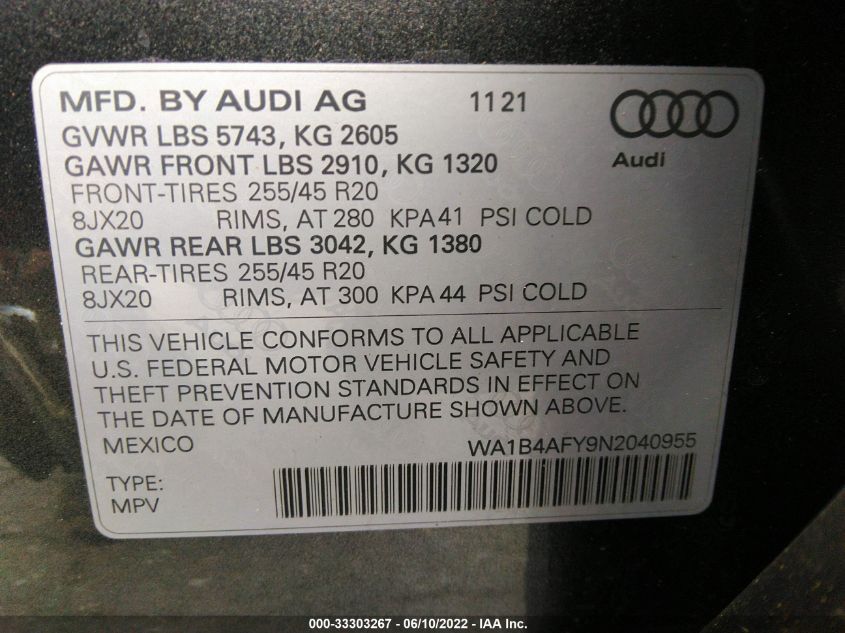 MFD. BY AUDI AG 11 21
Audi
GVWR LBS 5743, KG 2605
GAWR FRONT LBS 2910, KG 1320
FRONT-TIRES 255/45 R20
8JX20 RIMS, AT 280 KPA 41 PSI COLD
GAWR REAR LBS 3042, KG 1380
REAR-TIRES 255/45 R20
8JX20 RIMS, AT 300 KPA 44 PSI COLD
THIS VEHICLE CONFORMS TO ALL APPLICABLE
U.S. FEDERAL MOTOR VEHICLE SAFETY AND
THEFT PREVENTION STANDARDS IN EFFECT ON
THE DATE OF MANUFACTURE SHOWN ABOVE.
MEXICO WA1B4AFY9N2040955
TYPE:
MPV
000-33303267 - 06/10/2022 - IAA Inc.